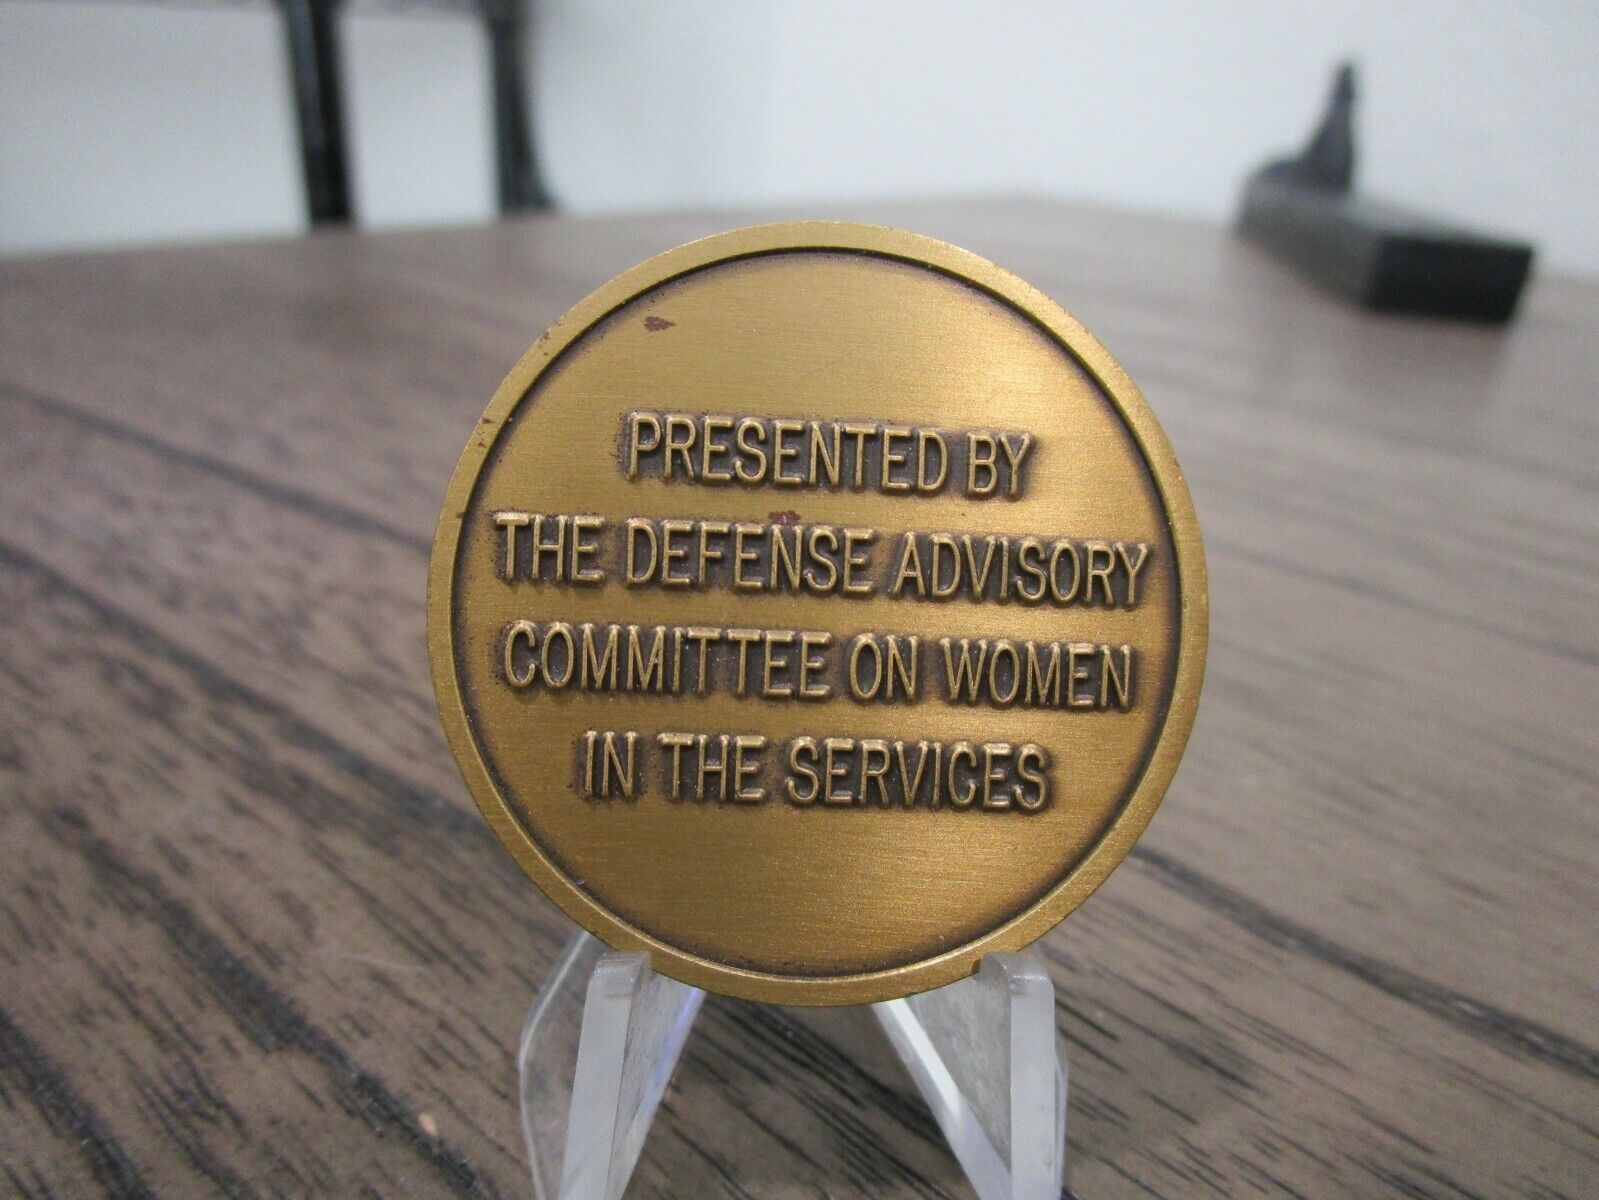 PRESENTED BY
THE DEFENSE ADVISORY
COMMITTEE ON WOMEN
IN THE SERVICES